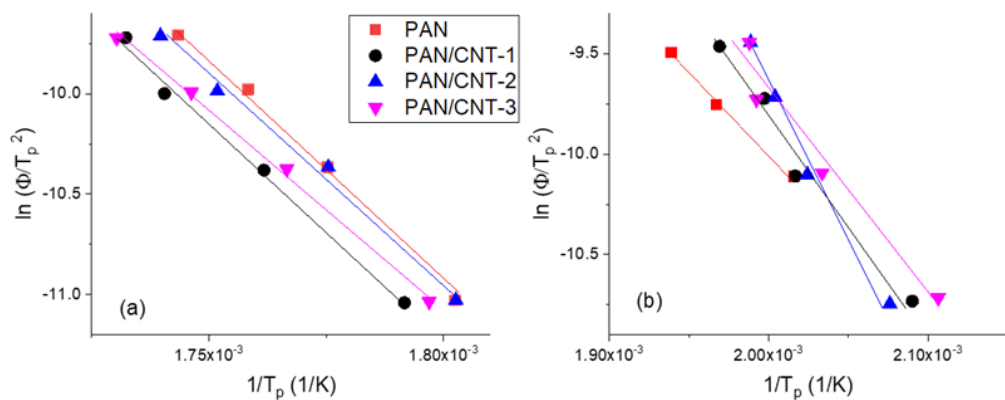 PAN
PAN/CNT-1
PAN/CNT-2
PAN/CNT-3
ln (Φ/Tₚ²)
-10.0
-10.5
-11.0
(a)
1.75x10⁻³
1.80x10⁻³
1/Tₚ (1/K)
ln (Φ/Tₚ²)
-9.5
-10.0
-10.5
(b)
1.90x10⁻³
2.00x10⁻³
2.10x10⁻³
1/Tₚ (1/K)